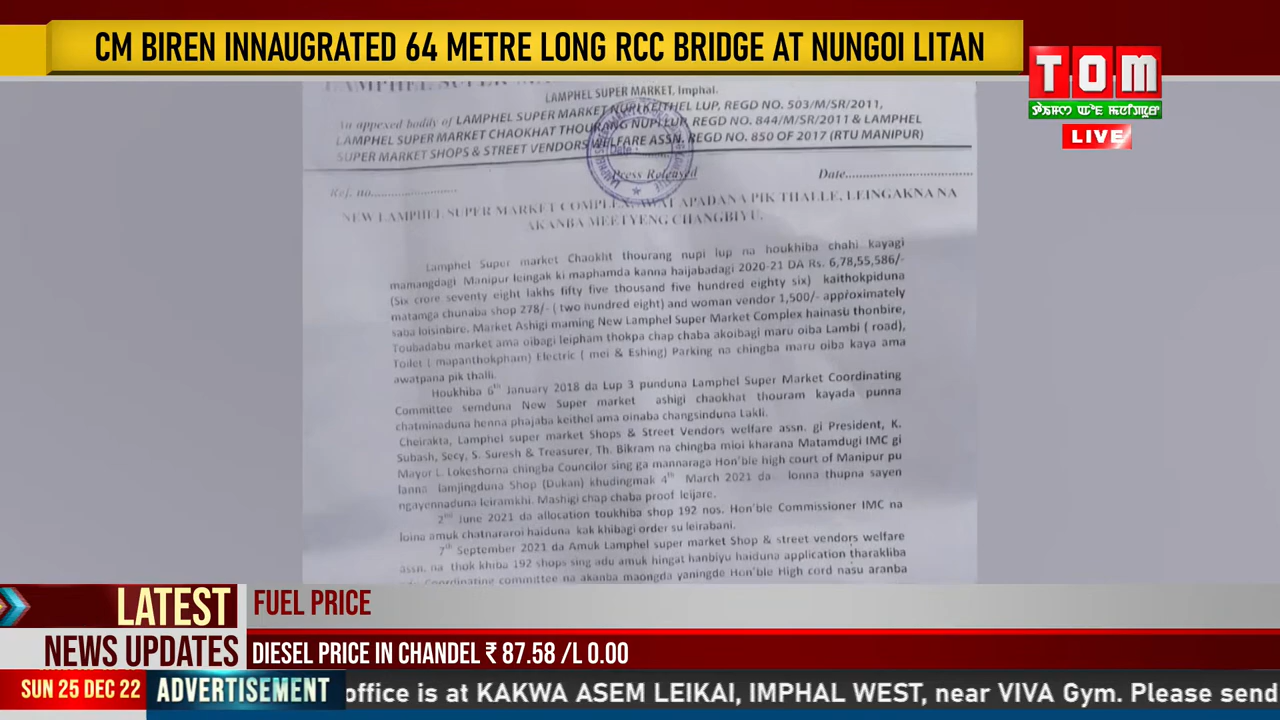 CM BIREN INNAUGRATED 64 METRE LONG RCC BRIDGE AT NUNGOI LITAN
TOM
LIVE
LAMPHEL SUPER
LAMPHEL SUPER MARKET, Imphal.
An appexed bodies of LAMPHEL SUPER MARKET NUPI KEITHEL LUP, REGD NO. 503/M/SR/2011,
LAMPHEL SUPER MARKET CHAOKHAT THOURANG NUPI LUP, REGD NO. 844/M/SR/2011 & LAMPHEL
SUPER MARKET SHOPS & STREET VENDORS WELFARE ASSN. REGD NO. 850 OF 2017 (RTU MANIPUR)
Date
Press Released
Ref. no.........................
Date...............................
NEW LAMPHEL SUPER MARKET COMPLEX, AWAT APADANA PIK THALLE, LEINGAKNA NA
AKANBA MEETYENG CHANGBIYU.
Lamphel Super market Chaokht thourang nupi lup na houkhiba chahi kayagi
mamangdagi Manipur leingak ki maphamda kanna haijabadagi 2020-21 DA Rs. 6,78,55,586/-
(Six crore seventy eight lakhs fifty five thousand five hundred eighty six) kaithokpiduna
matamga chunaba shop 278/- ( two hundred eight) and woman vendor 1,500/- approximately
saba loisinbire. Market Ashigi maming New Lamphel Super Market Complex hainasu thonbire,
Toubadabu market ama oibagi leipham thokpa chap chaba akoibagi maru oiba Lambi ( road),
Toilet ( mapanthokpham) Electric ( mei & Eshing) Parking na chingba maru oiba kaya ama
awatpana pik thalli.
Houkhiba 6th January 2018 da Lup 3 punduna Lamphel Super Market Coordinating
Committee semduna New Super market ashigi chaokhat thouram kayada punna
chatminaduna henna phajaba keithel ama oinaba changsinduna Lakli.
Cheirakta, Lamphel super market Shops & Street Vendors welfare assn. gi President, K.
Subash, Secy, S. Suresh & Treasurer, Th. Bikram na chingba mioi kharana Matamdugi IMC gi
Mayor L. Lokeshorna chingba Councilor sing ga mannaraga Hon'ble high court of Manipur pu
lanna lamjingduna Shop (Dukan) khudingmak 4th March 2021 da lonna thupna sayen
ngayennaduna leiramkhi. Mashigi chap chaba proof leijare.
2nd June 2021 da allocation toukhiba shop 192 nos. Hon'ble Commissioner IMC na
loina amuk chatnararoi haiduna kak khibagi order su leirabani.
7th September 2021 da Amuk Lamphel super market Shop & street vendors welfare
assn. na thok khiba 192 shops sing adu amuk hingat hanbiyu haiduna application tharakliba
Coordinating committee na akanba maongda yaningde Hon'ble High cord nasu aranba
LATEST
NEWS UPDATES
FUEL PRICE
DIESEL PRICE IN CHANDEL ₹ 87.58 /L 0.00
SUN 25 DEC 22
ADVERTISEMENT
office is at KAKWA ASEM LEIKAI, IMPHAL WEST, near VIVA Gym. Please send